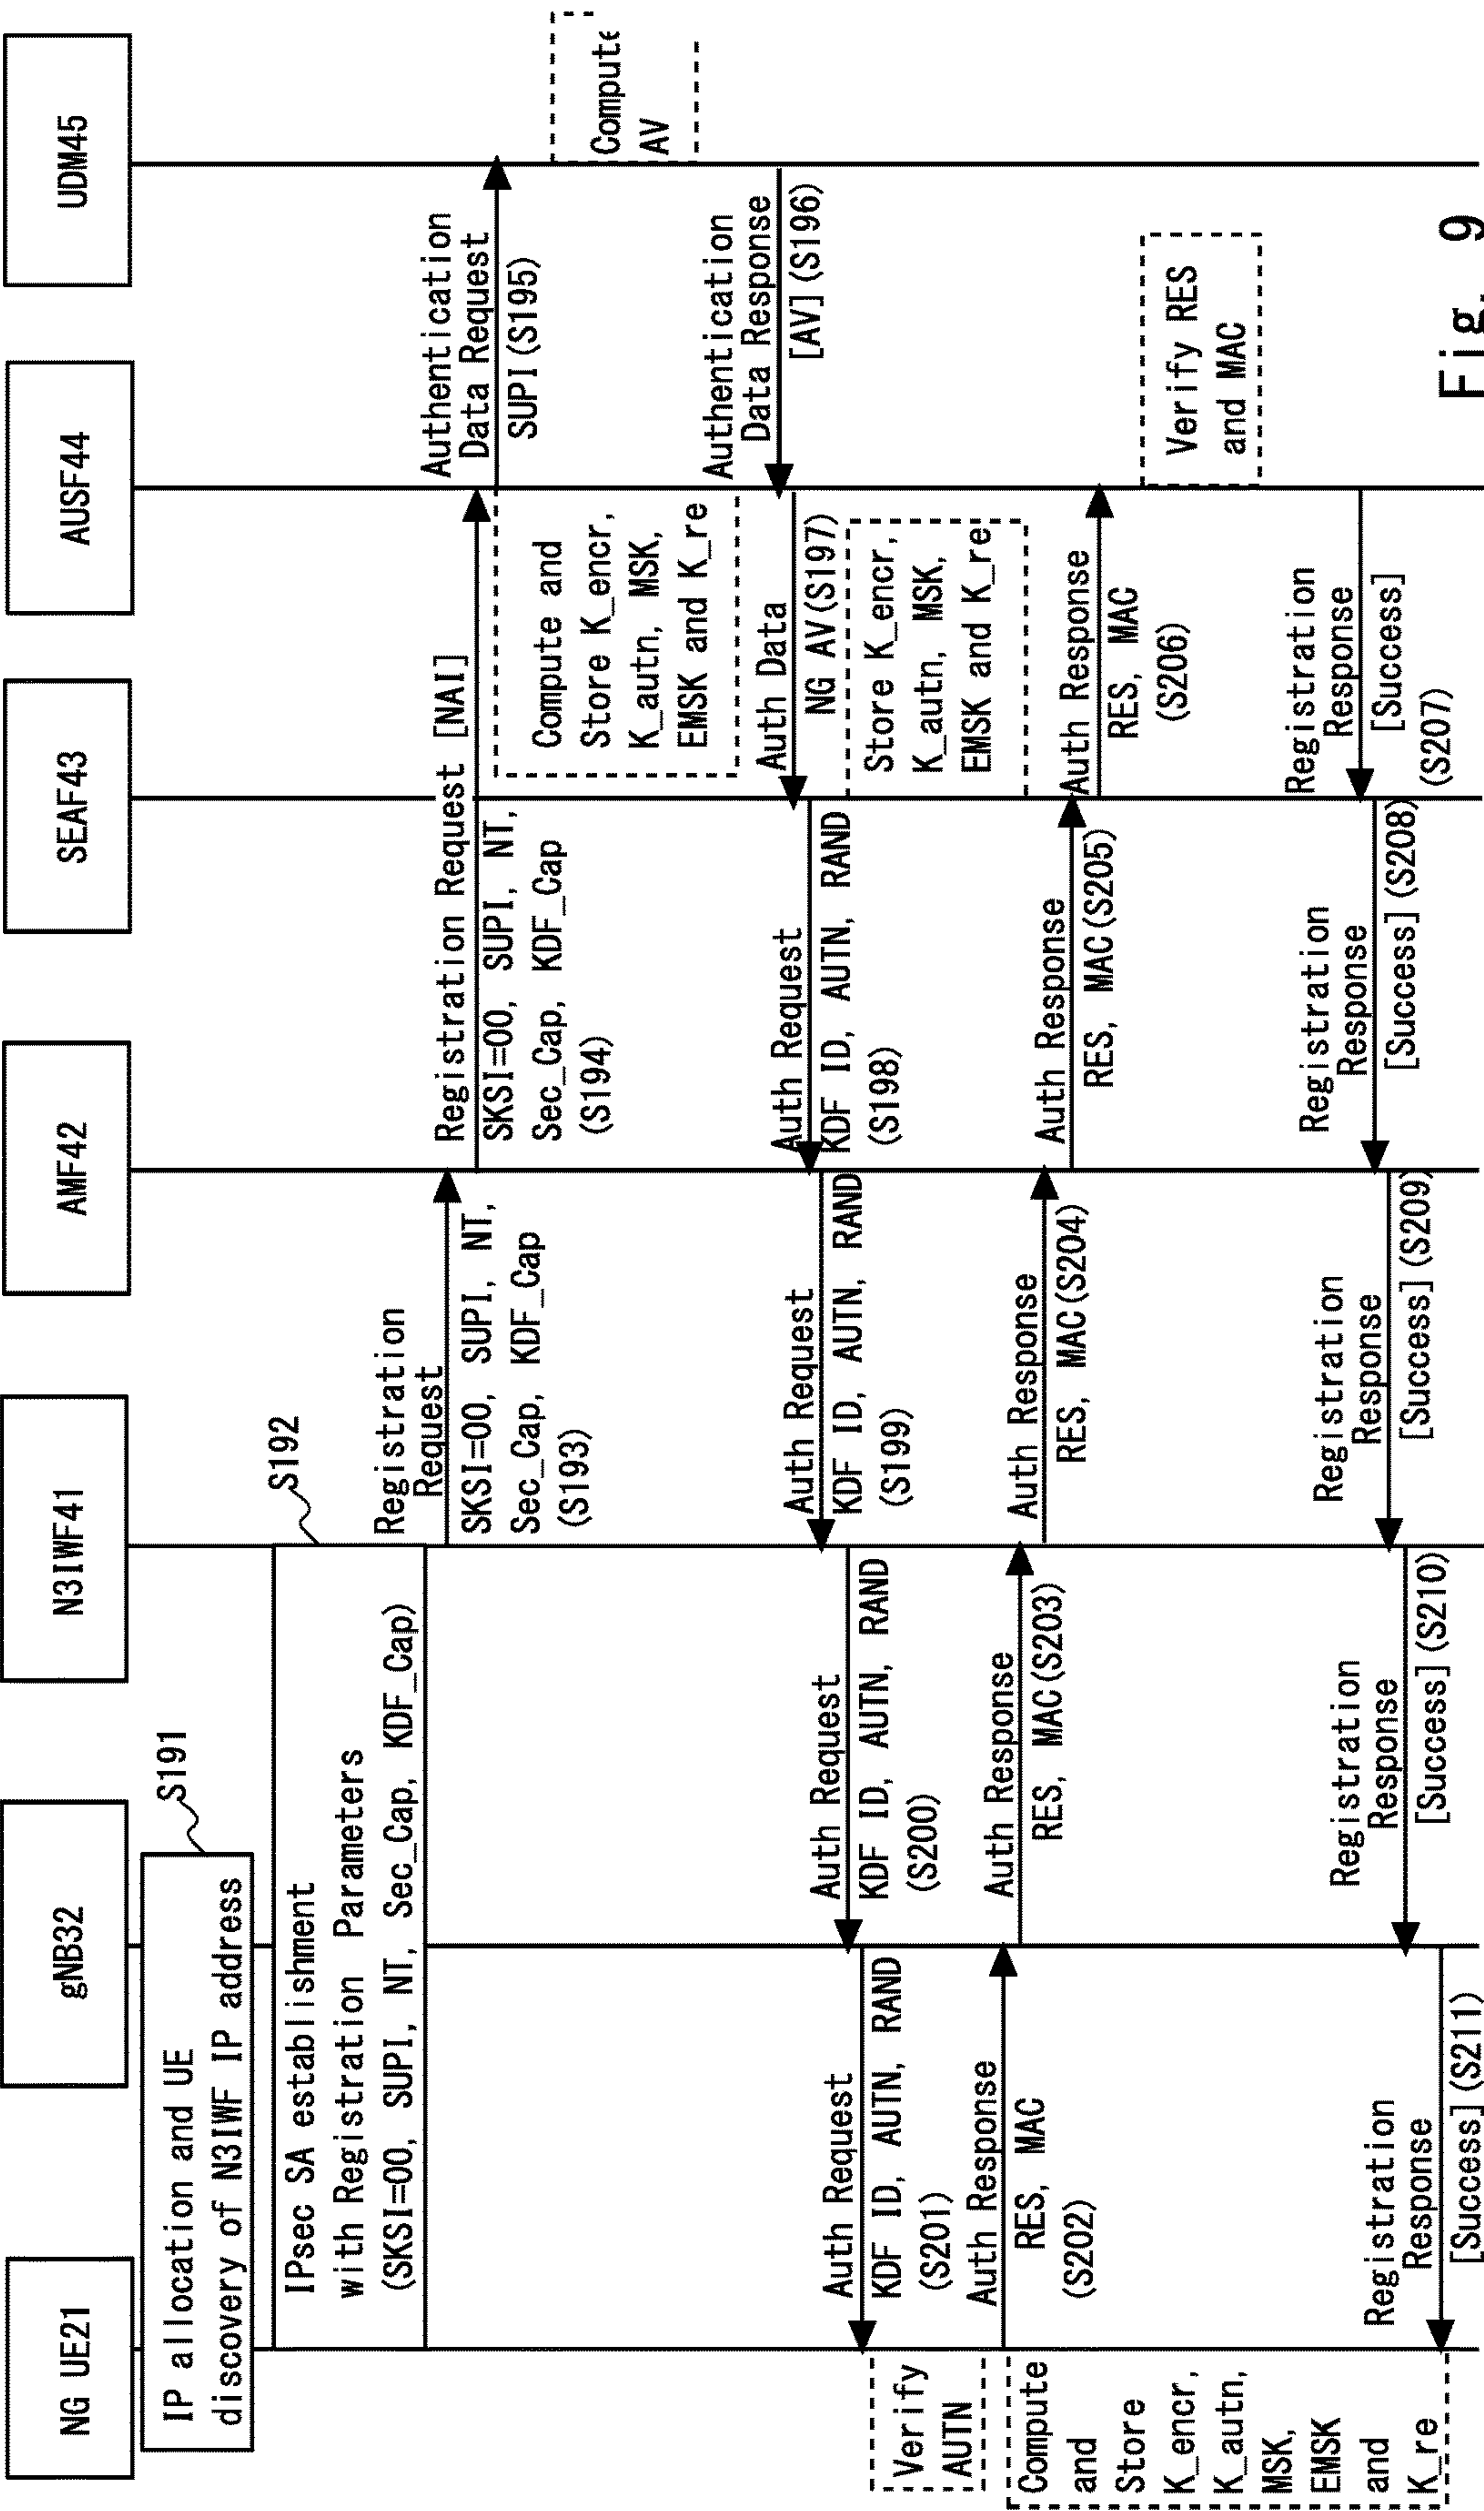 NG UE21
gNB32
N3IWF41
AMF42
SEAF43
AUSF44
UDM45
IP allocation and UE
discovery of N3IWF IP address
S191
IPsec SA establishment
with Registration Parameters
(SKSI=00, SUPI, NT, Sec_Cap, KDF_Cap)
S192
Registration
Request
SKSI=00, SUPI, NT,
Sec_Cap, KDF_Cap
(S193)
Registration Request [NAI]
SKSI=00, SUPI, NT,
Sec_Cap, KDF_Cap
(S194)
Authentication
Data Request
SUPI(S195)
Compute and
Store K_encr,
K_autn, MSK,
EMSK and K_re
Compute
AV
Authentication
Data Response
[AV](S196)
Auth Data
NG AV(S197)
Store K_encr,
K_autn, MSK,
EMSK and K_re
Auth Request
KDF ID, AUTN, RAND
(S198)
Auth Request
KDF ID, AUTN, RAND
(S199)
Auth Request
KDF ID, AUTN, RAND
(S200)
Auth Request
KDF ID, AUTN, RAND
(S201)
Verify
AUTN
Auth Response
RES, MAC
(S202)
Compute
and
Store
K_encr,
K_autn,
MSK,
EMSK
and
K_re
Auth Response
RES, MAC(S203)
Auth Response
RES, MAC(S204)
Auth Response
RES, MAC(S205)
Auth Response
RES, MAC
(S206)
Verify RES
and MAC
Registration
Response
[Success]
(S207)
Registration
Response
[Success](S208)
Registration
Response
[Success](S209)
Registration
Response
[Success](S210)
Registration
Response
[Success](S211)
Fig. 9